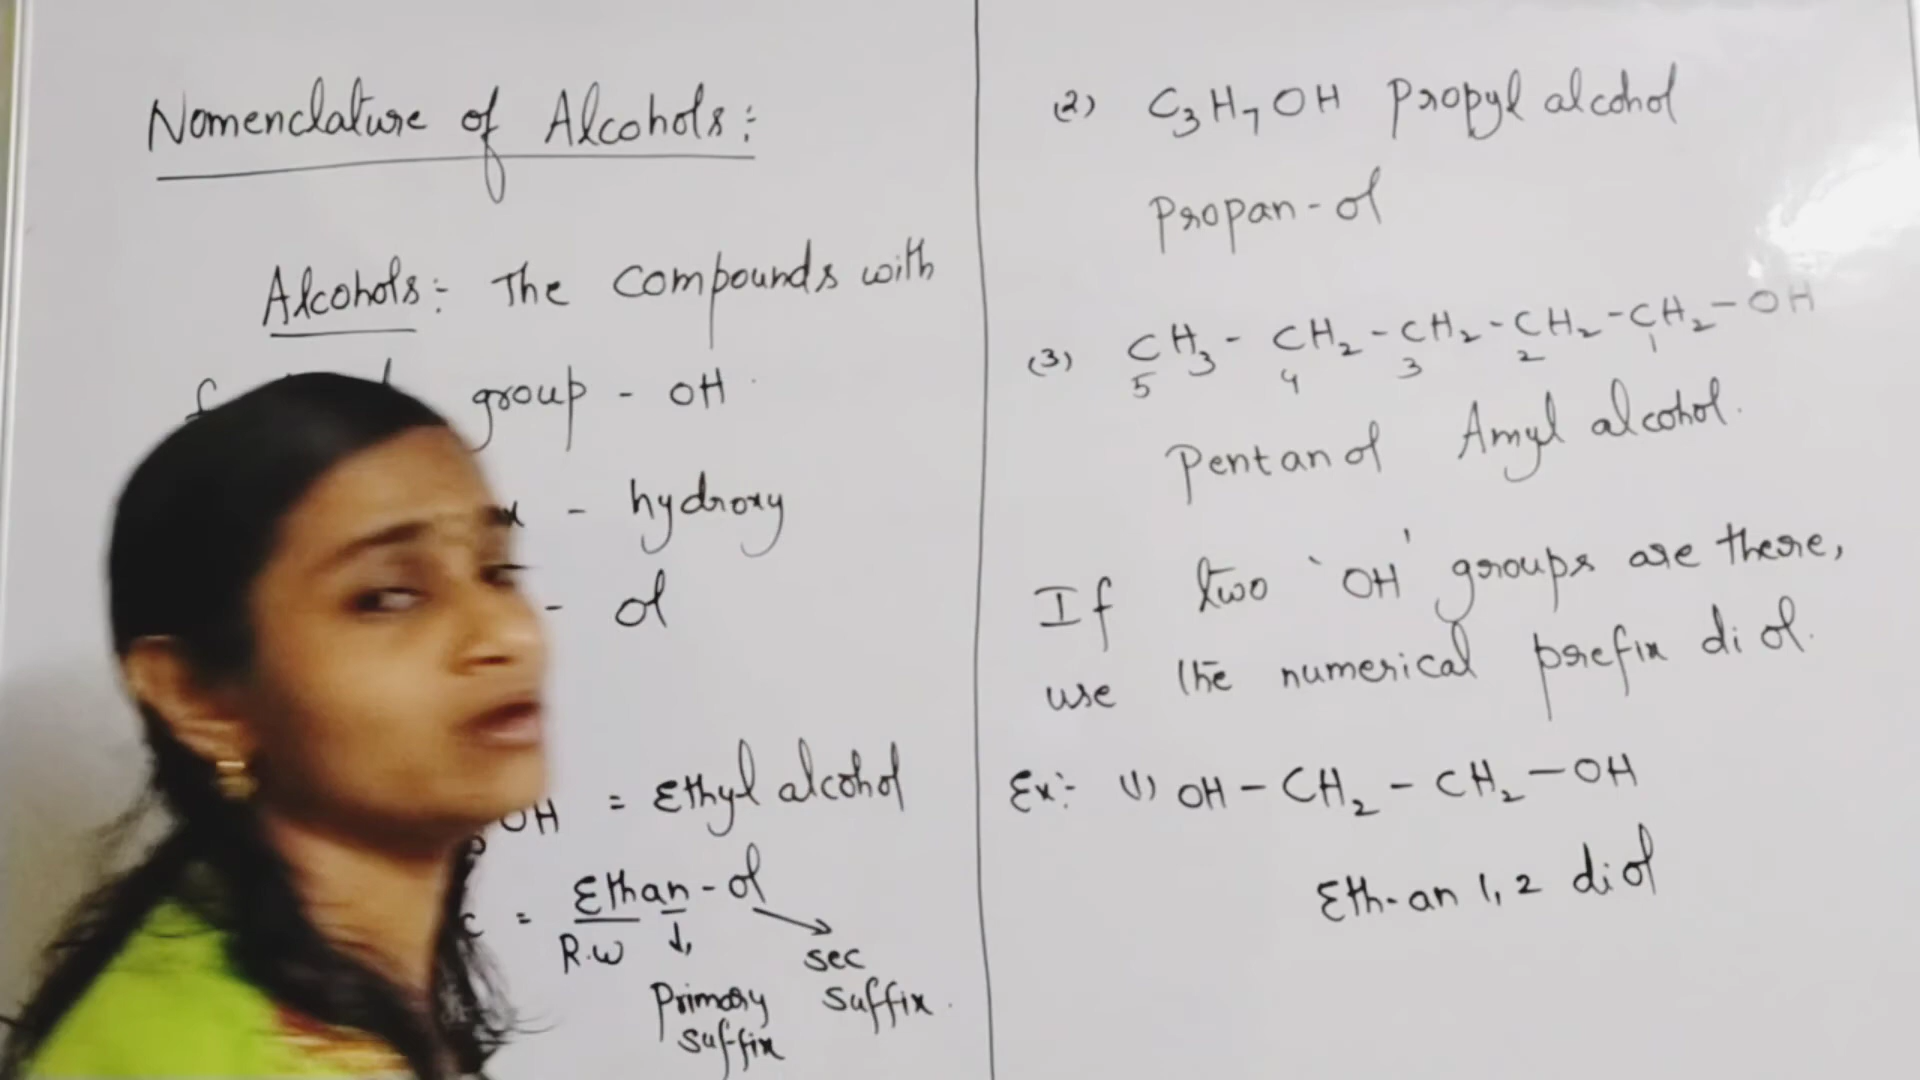 Nomenclature of Alcohols:
Alcohols:- The compounds with
group - OH
- hydroxy
- ol
OH = Ethyl alcohol
= Ethan-ol
R.W ↓
sec
Primary suffix.
suffix
(2) C₃H₇OH Propyl alcohol
Propan-ol
(3) CH₃ - CH₂ - CH₂ - CH₂ - CH₂ - OH
5 4 3 2 1
Pentanol Amyl alcohol.
If two 'OH' groups are there,
use the numerical prefix diol.
Ex:- (1) OH - CH₂ - CH₂ - OH
Eth-an 1, 2 diol